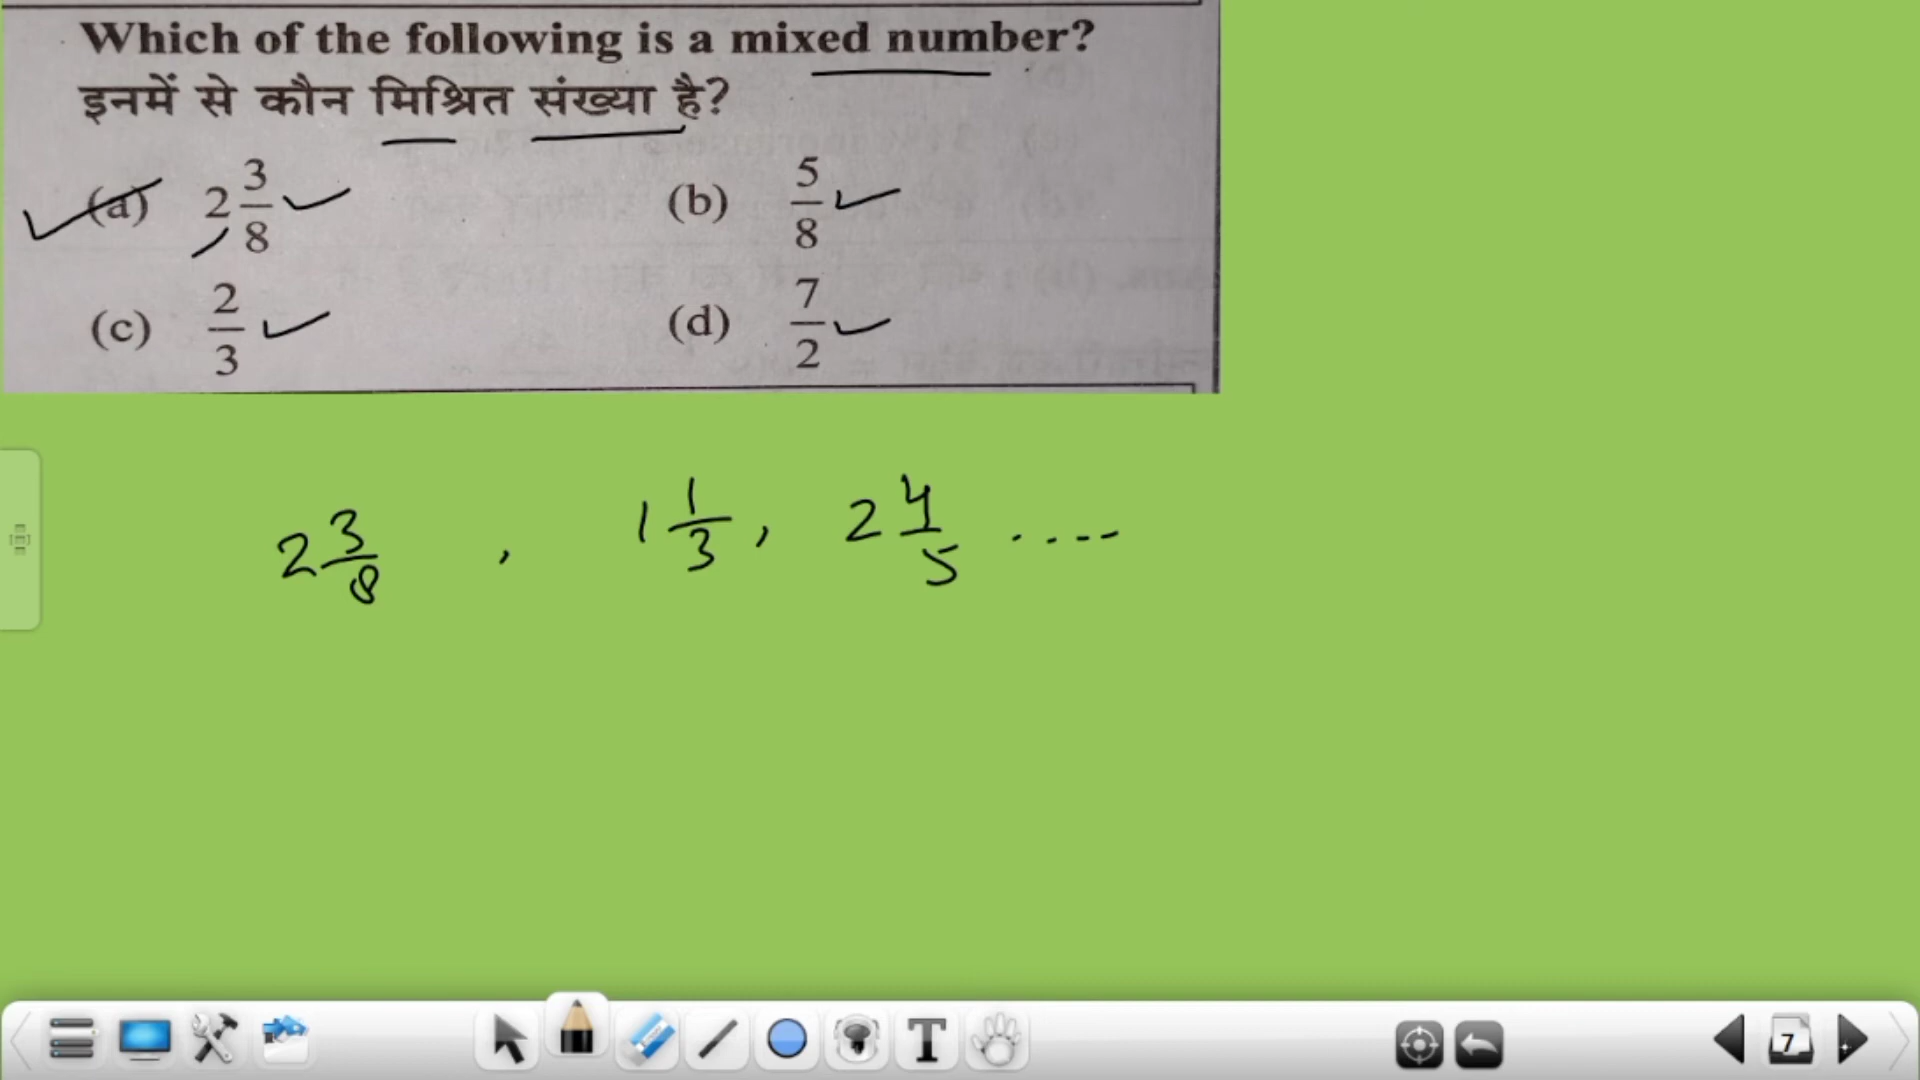 Which of the following is a mixed number?
इनमें से कौन मिश्रित संख्या है?
(a) 2 3/8 (b) 5/8
(c) 2/3 (d) 7/2
2 3/8 , 1 1/3 , 2 4/5 ....
T 7